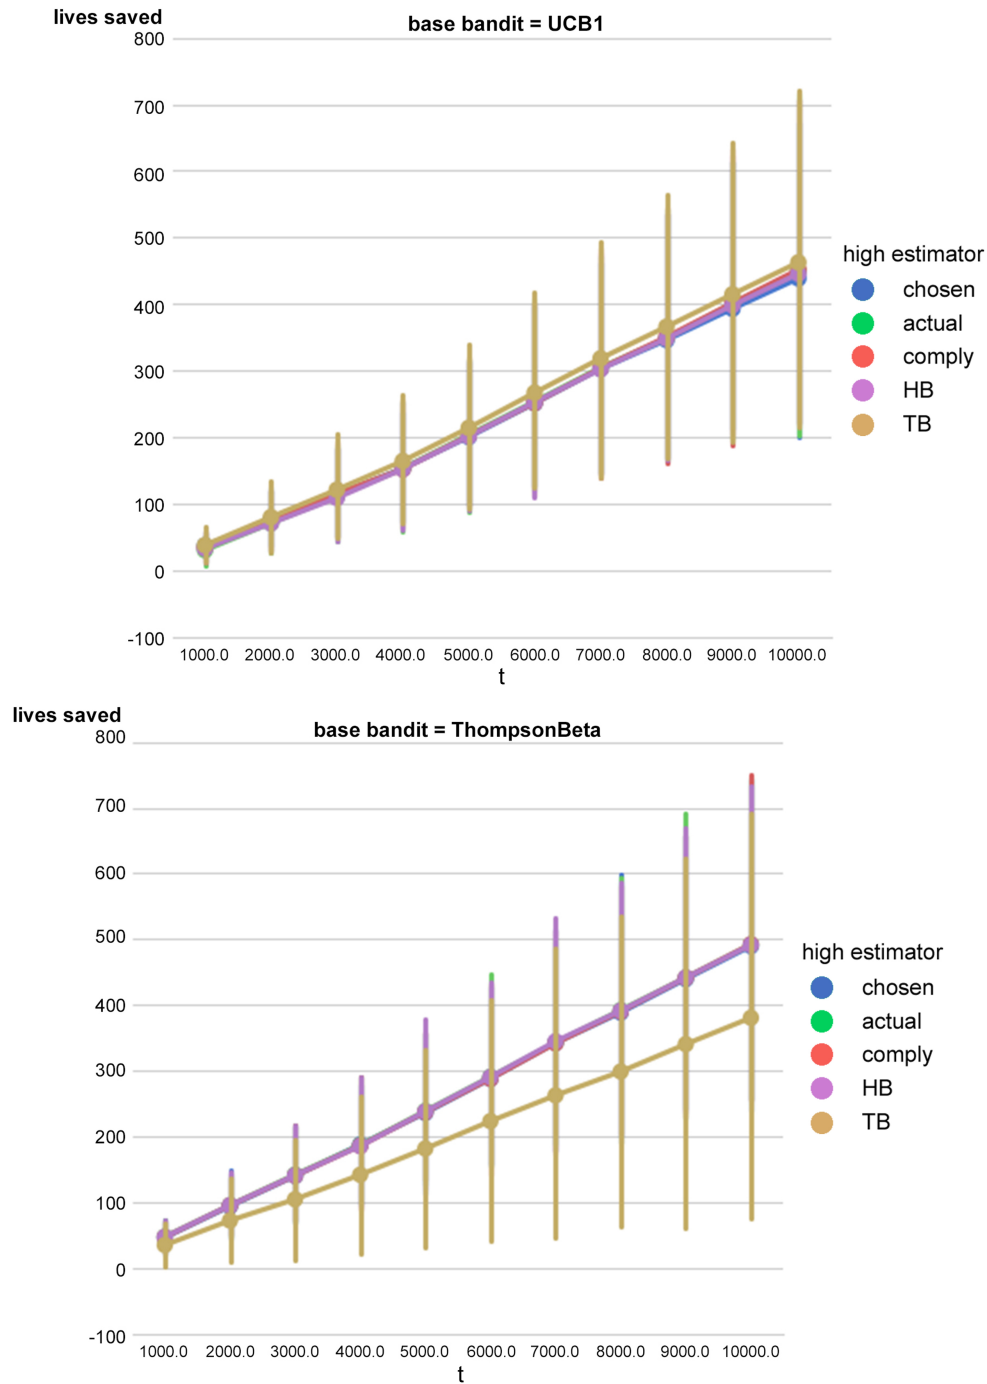 lives saved
base bandit = UCB1
800
700
600
500
400
300
200
100
0
-100
1000.0 2000.0 3000.0 4000.0 5000.0 6000.0 7000.0 8000.0 9000.0 10000.0
t
high estimator
chosen
actual
comply
HB
TB
lives saved
base bandit = ThompsonBeta
800
700
600
500
400
300
200
100
0
-100
1000.0 2000.0 3000.0 4000.0 5000.0 6000.0 7000.0 8000.0 9000.0 10000.0
t
high estimator
chosen
actual
comply
HB
TB